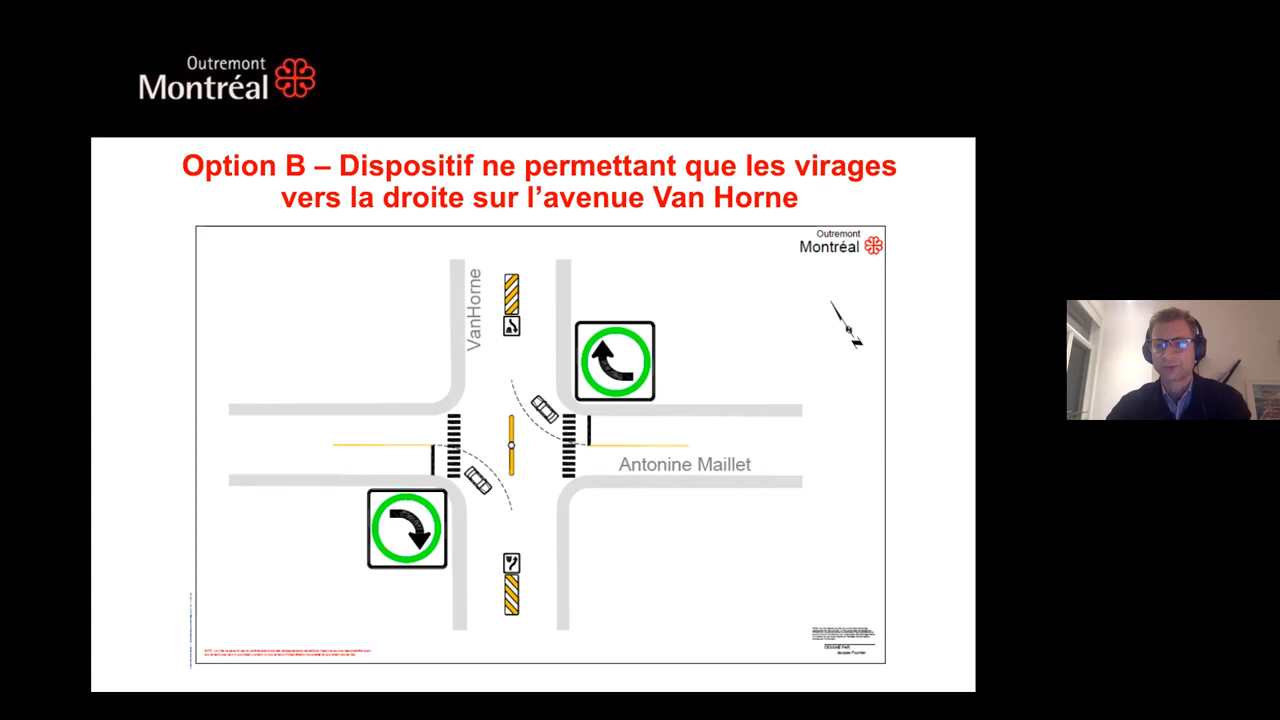 Outremont
Montréal
Option B – Dispositif ne permettant que les virages
vers la droite sur l’avenue Van Horne
Outremont
Montréal
VanHorne
Antonine Maillet